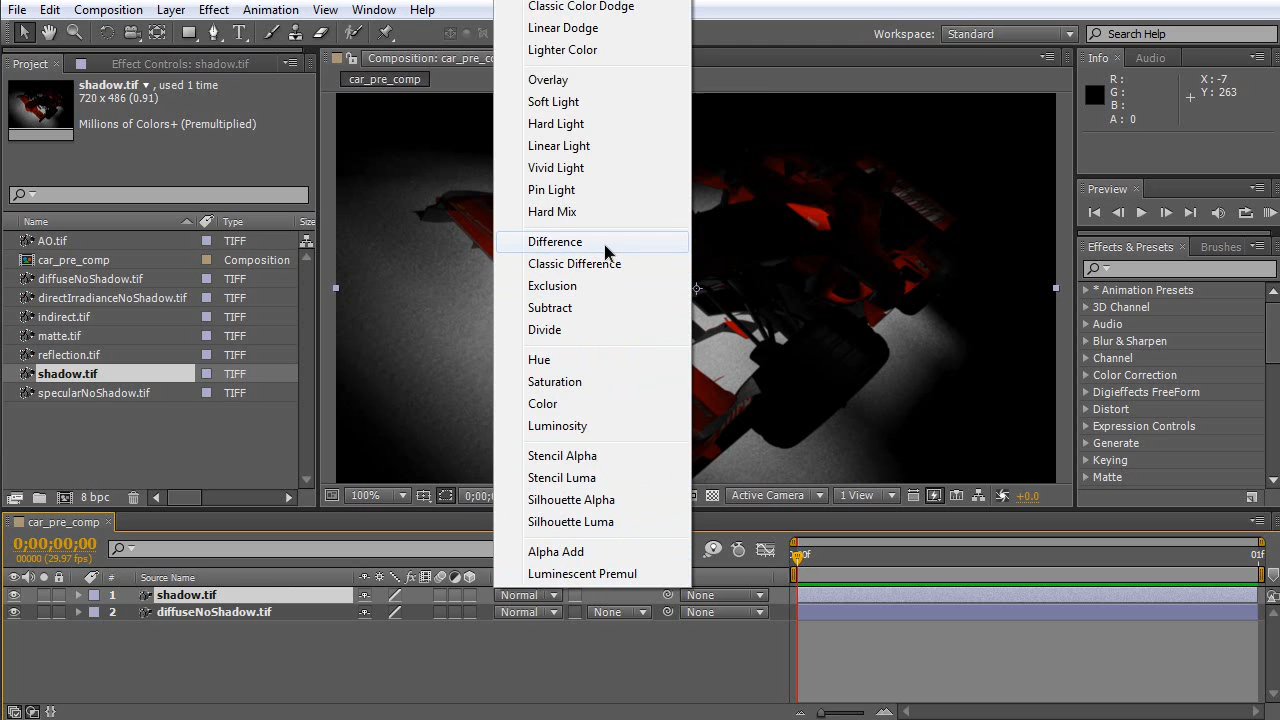 File Edit Composition Layer Effect Animation View Window Help
Workspace: Standard Search Help
Classic Color Dodge
Linear Dodge
Lighter Color
Overlay
Soft Light
Hard Light
Linear Light
Vivid Light
Pin Light
Hard Mix
Difference
Classic Difference
Exclusion
Subtract
Divide
Hue
Saturation
Color
Luminosity
Stencil Alpha
Stencil Luma
Silhouette Alpha
Silhouette Luma
Alpha Add
Luminescent Premul
Project Effect Controls: shadow.tif
shadow.tif , used 1 time
720 x 486 (0.91)
Millions of Colors+ (Premultiplied)
Name Type Size
AO.tif TIFF
car_pre_comp Composition
diffuseNoShadow.tif TIFF
directIrradianceNoShadow.tif TIFF
indirect.tif TIFF
matte.tif TIFF
reflection.tif TIFF
shadow.tif TIFF
specularNoShadow.tif TIFF
8 bpc
Composition: car_pre_co
car_pre_comp
100% 0;00; Active Camera 1 View +0.0
Info Audio
R: X: -7
G: Y: 263
B:
A: 0
Preview
Effects & Presets Brushes
* Animation Presets
3D Channel
Audio
Blur & Sharpen
Channel
Color Correction
Digieffects FreeForm
Distort
Expression Controls
Generate
Keying
Matte
car_pre_comp
0;00;00;00
00000 (29.97 fps)
0f 01f
# Source Name fx
1 shadow.tif Normal None
2 diffuseNoShadow.tif Normal None None